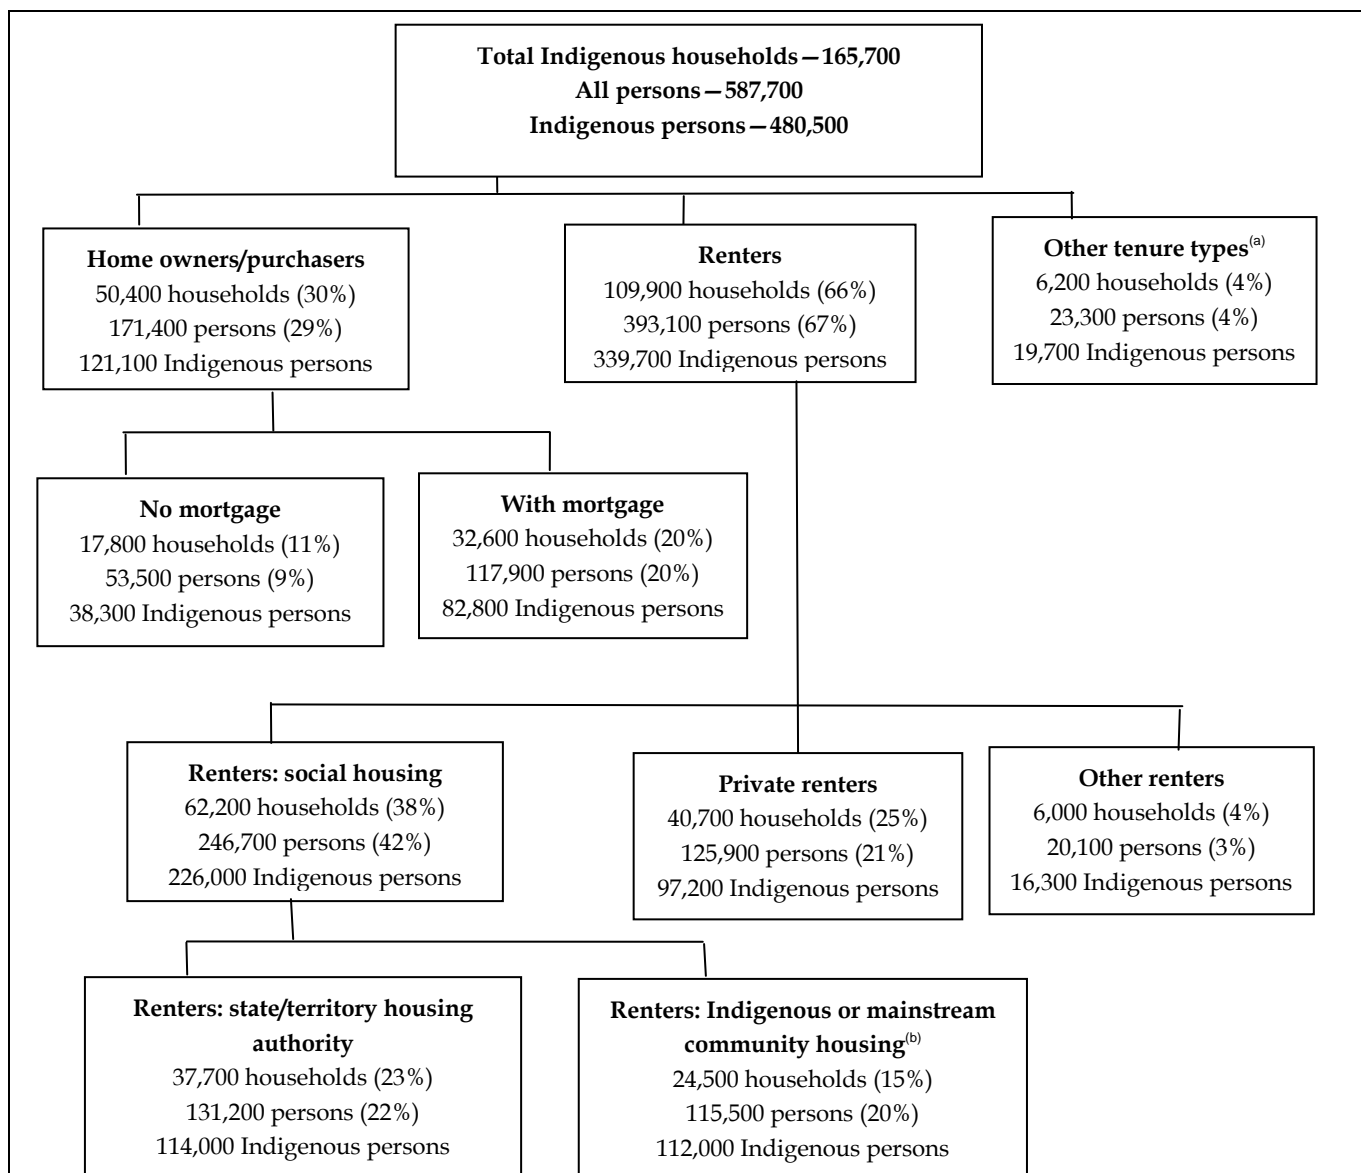 Total Indigenous households—165,700
All persons—587,700
Indigenous persons—480,500
Home owners/purchasers
50,400 households (30%)
171,400 persons (29%)
121,100 Indigenous persons
Renters
109,900 households (66%)
393,100 persons (67%)
339,700 Indigenous persons
Other tenure types(a)
6,200 households (4%)
23,300 persons (4%)
19,700 Indigenous persons
No mortgage
17,800 households (11%)
53,500 persons (9%)
38,300 Indigenous persons
With mortgage
32,600 households (20%)
117,900 persons (20%)
82,800 Indigenous persons
Renters: social housing
62,200 households (38%)
246,700 persons (42%)
226,000 Indigenous persons
Private renters
40,700 households (25%)
125,900 persons (21%)
97,200 Indigenous persons
Other renters
6,000 households (4%)
20,100 persons (3%)
16,300 Indigenous persons
Renters: state/territory housing
authority
37,700 households (23%)
131,200 persons (22%)
114,000 Indigenous persons
Renters: Indigenous or mainstream
community housing(b)
24,500 households (15%)
115,500 persons (20%)
112,000 Indigenous persons